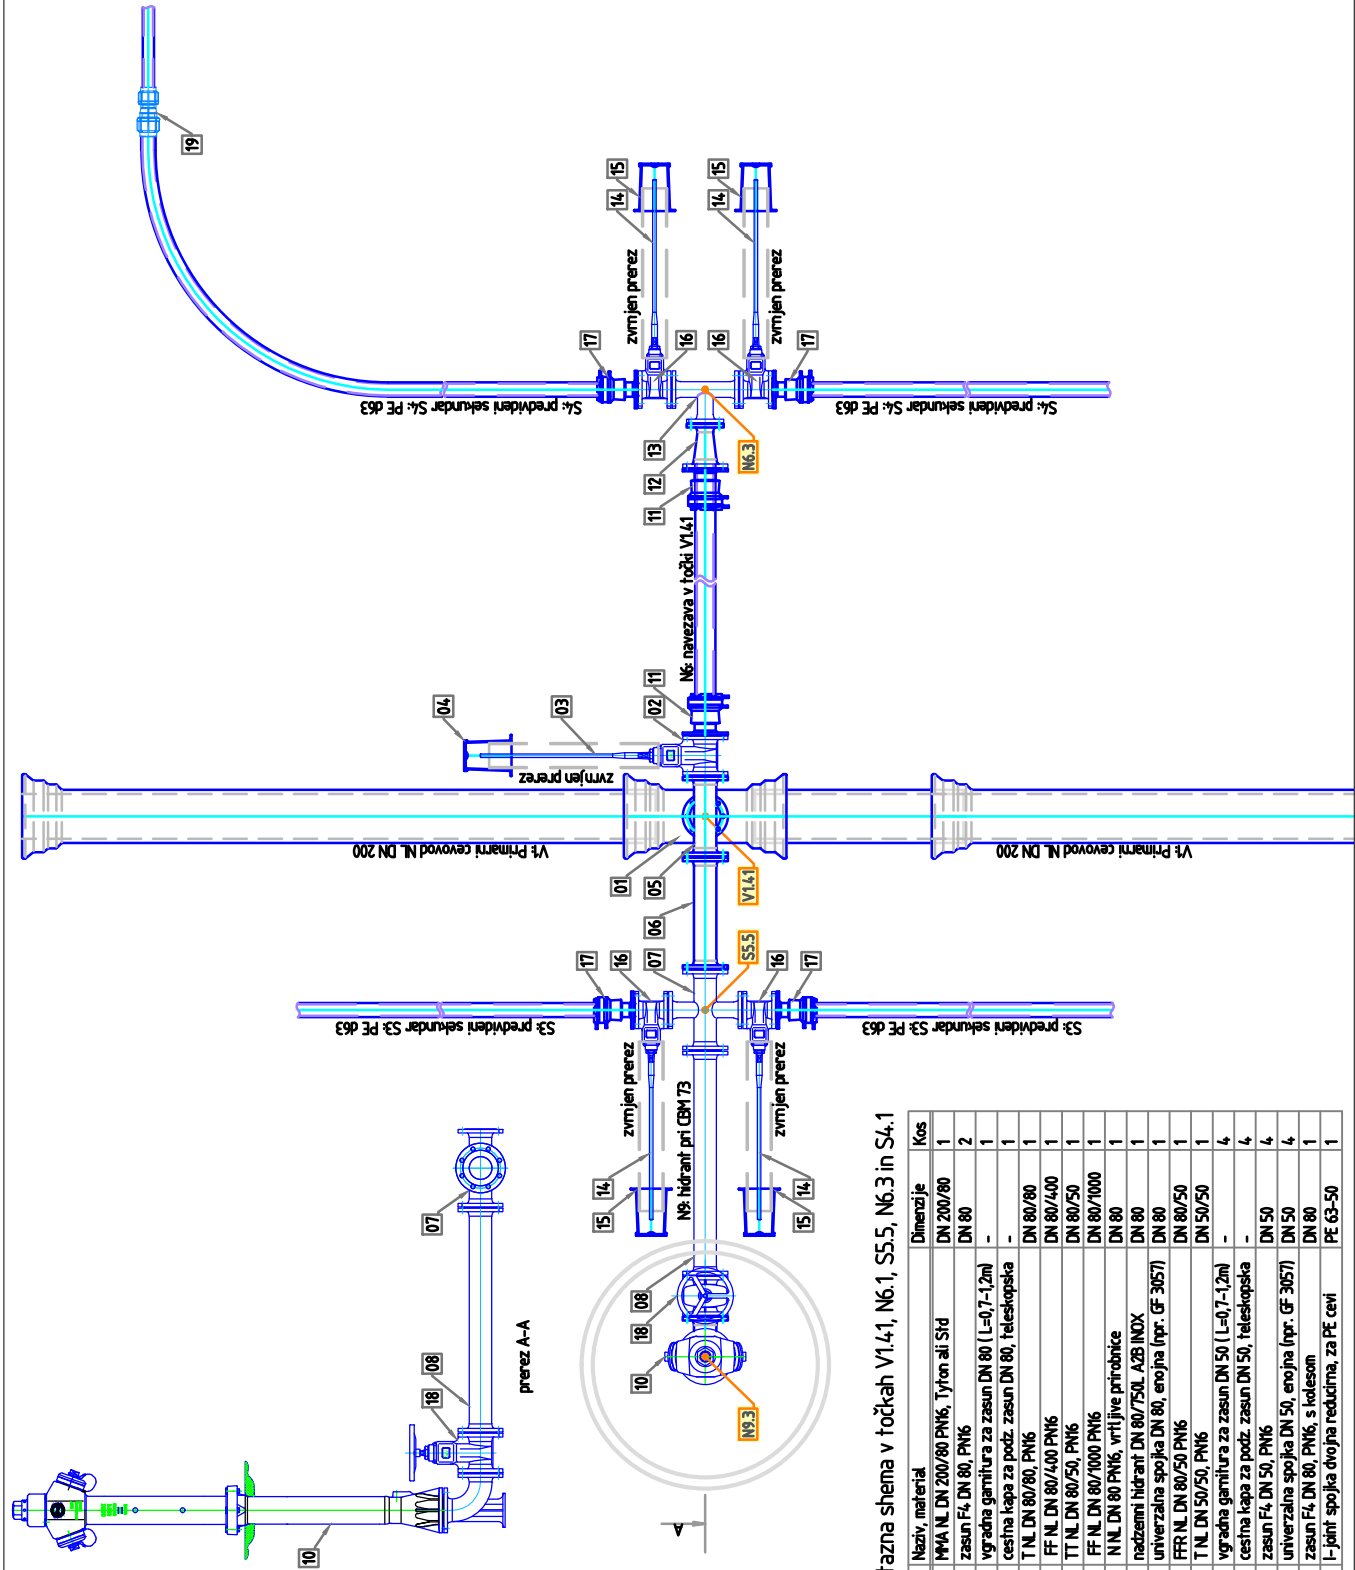 19
15
14
zvrnjen prerez
17
16
15
14
zvrnjen prerez
16
17
S4: predvideni sekundar S4: PE d63
S4: predvideni sekundar S4: PE d63
13
12
11
N6.3
N6: navezava v točki V1.41
11
02
03
04
zvrnjen prerez
V1: Primarni cevovod NL DN 200
V1: Primarni cevovod NL DN 200
01
05
06
07
V1.41
S5.5
17
16
16
17
S3: predvideni sekundar S3: PE d63
S3: predvideni sekundar S3: PE d63
zvrnjen prerez
zvrnjen prerez
14
15
14
15
N9: hidrant pri CBM 73
08
18
10
N9.3
A
07
08
18
10
prerez A-A
tažna shema v točkah V1.41, N6.1, S5.5, N6.3 in S4.1
Naziv, material Dimenzije Kos
MMA NL DN 200/80 PN16, Tyton ali Std DN 200/80 1
zasun F4 DN 80, PN16 DN 80 2
vgradna garnitura za zasun DN 80 ( L=0,7-1,2m) - 1
cestna kapa za podz. zasun DN 80, teleskopska - 1
T NL DN 80/80, PN16 DN 80/80 1
FF NL DN 80/400 PN16 DN 80/400 1
TT NL DN 80/50, PN16 DN 80/50 1
FF NL DN 80/1000 PN16 DN 80/1000 1
N NL DN 80 PN16, vrtljive prirobnice DN 80 1
nadzemni hidrant DN 80/750L A2B INOX DN 80 1
univerzalna spojka DN 80, enojna (npr. GF 3057) DN 80 1
FFR NL DN 80/50 PN16 DN 80/50 1
T NL DN 50/50, PN16 DN 50/50 1
vgradna garnitura za zasun DN 50 ( L=0,7-1,2m) - 4
cestna kapa za podz. zasun DN 50, teleskopska - 4
zasun F4 DN 50, PN16 DN 50 4
univerzalna spojka DN 50, enojna (npr. GF 3057) DN 50 4
zasun F4 DN 80, PN16, s kolesom DN 80 1
I-joint spojka dvojna reducirna, za PE cevi PE 63-50 1